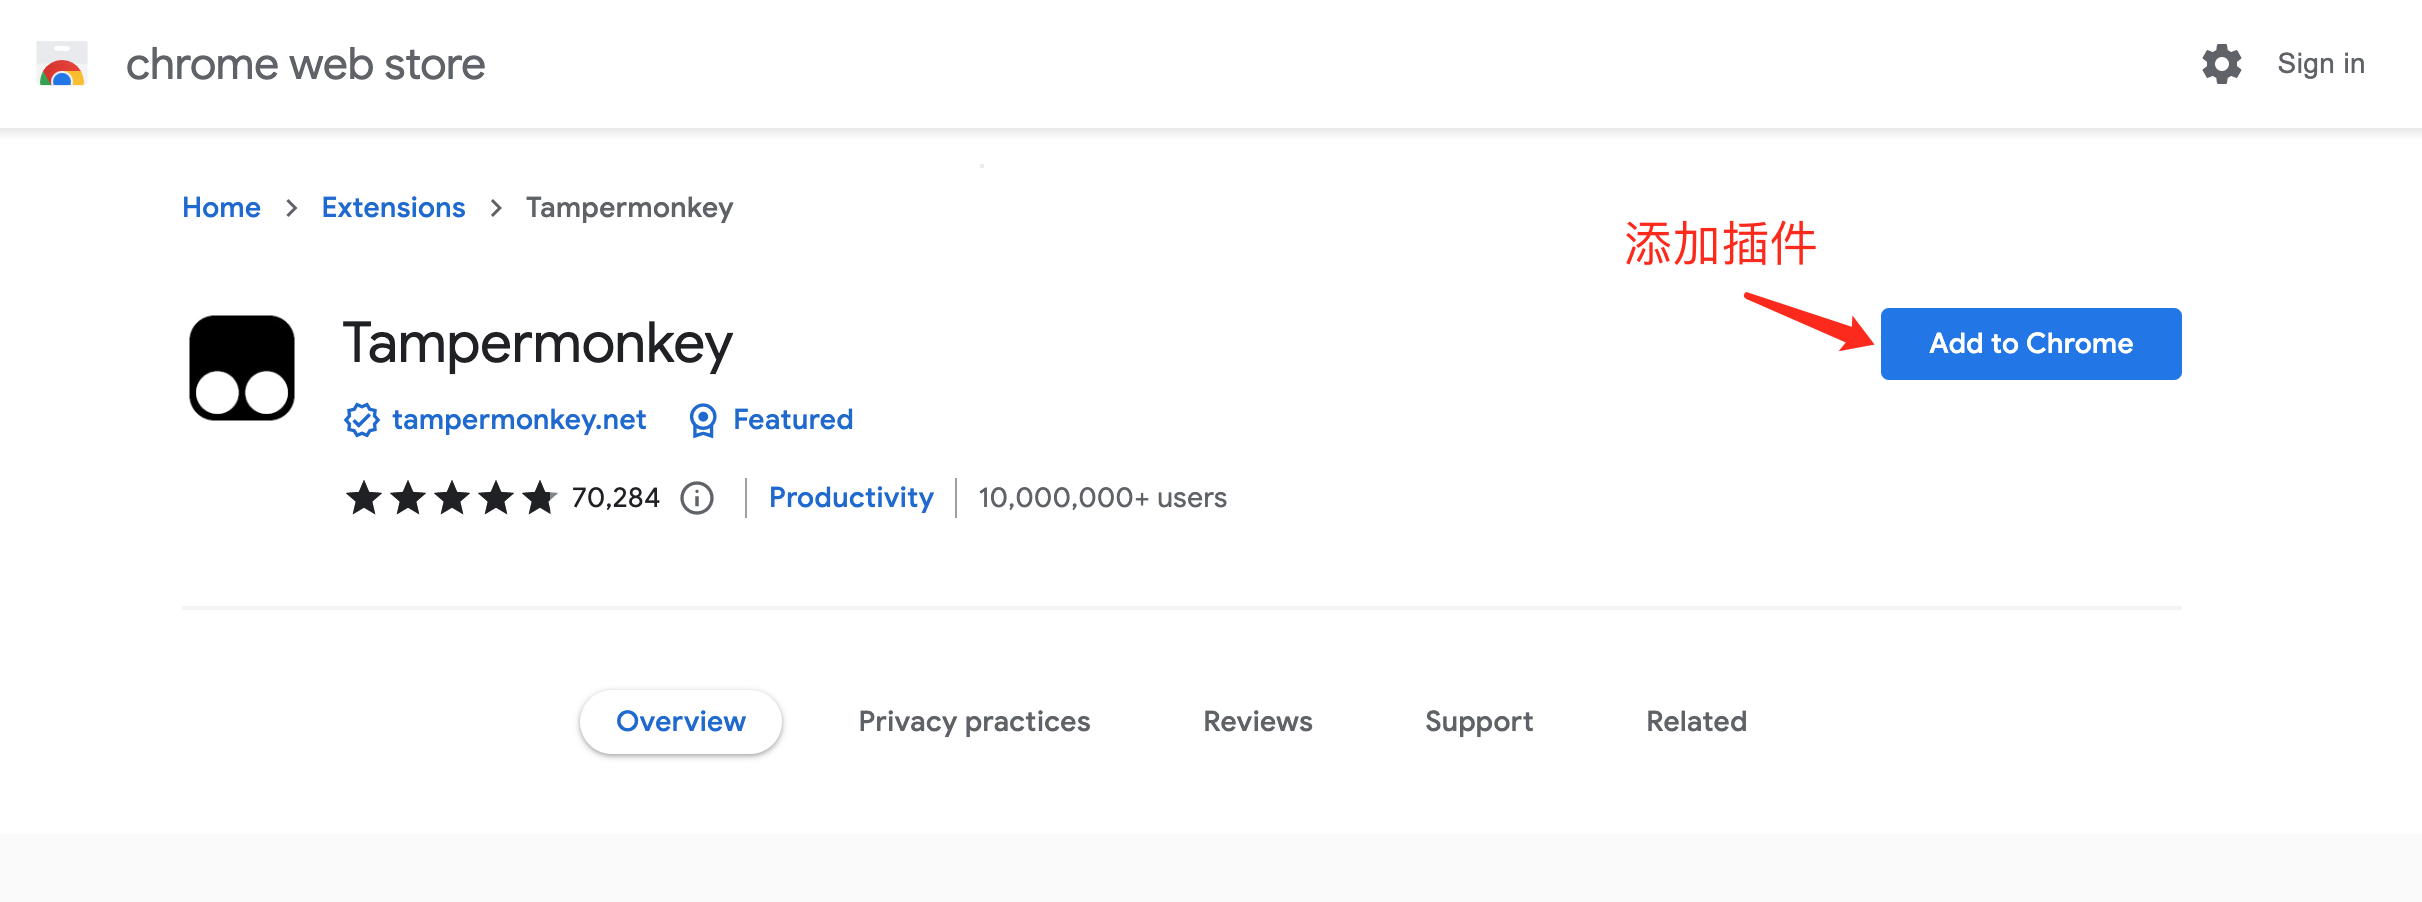 chrome web store
Sign in
Home > Extensions > Tampermonkey
添加插件
Tampermonkey
Add to Chrome
tampermonkey.net Featured
70,284 Productivity 10,000,000+ users
Overview Privacy practices Reviews Support Related